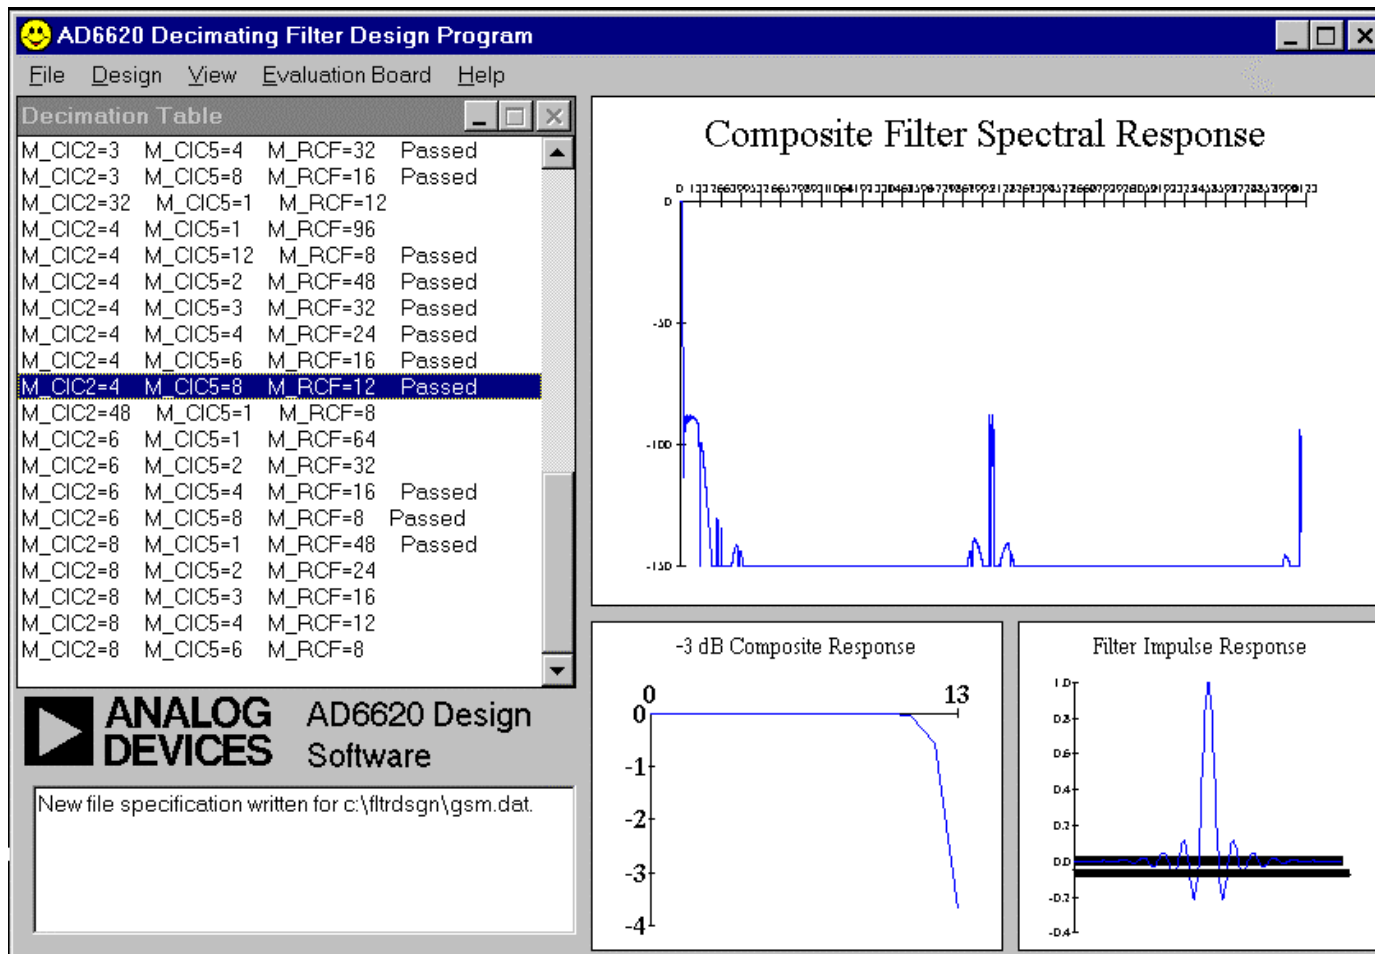 AD6620 Decimating Filter Design Program
File Design View Evaluation Board Help
Decimation Table
M_CIC2=3 M_CIC5=4 M_RCF=32 Passed
M_CIC2=3 M_CIC5=8 M_RCF=16 Passed
M_CIC2=32 M_CIC5=1 M_RCF=12
M_CIC2=4 M_CIC5=1 M_RCF=96
M_CIC2=4 M_CIC5=12 M_RCF=8 Passed
M_CIC2=4 M_CIC5=2 M_RCF=48 Passed
M_CIC2=4 M_CIC5=3 M_RCF=32 Passed
M_CIC2=4 M_CIC5=4 M_RCF=24 Passed
M_CIC2=4 M_CIC5=6 M_RCF=16 Passed
M_CIC2=4 M_CIC5=8 M_RCF=12 Passed
M_CIC2=48 M_CIC5=1 M_RCF=8
M_CIC2=6 M_CIC5=1 M_RCF=64
M_CIC2=6 M_CIC5=2 M_RCF=32
M_CIC2=6 M_CIC5=4 M_RCF=16 Passed
M_CIC2=6 M_CIC5=8 M_RCF=8 Passed
M_CIC2=8 M_CIC5=1 M_RCF=48 Passed
M_CIC2=8 M_CIC5=2 M_RCF=24
M_CIC2=8 M_CIC5=3 M_RCF=16
M_CIC2=8 M_CIC5=4 M_RCF=12
M_CIC2=8 M_CIC5=6 M_RCF=8
ANALOG
DEVICES
AD6620 Design
Software
New file specification written for c:\fltrdsgn\gsm.dat.
Composite Filter Spectral Response
0
0
-50
-100
-150
-3 dB Composite Response
0 13
0
-1
-2
-3
-4
Filter Impulse Response
1.0
0.8
0.6
0.4
0.2
0.0
-0.2
-0.4